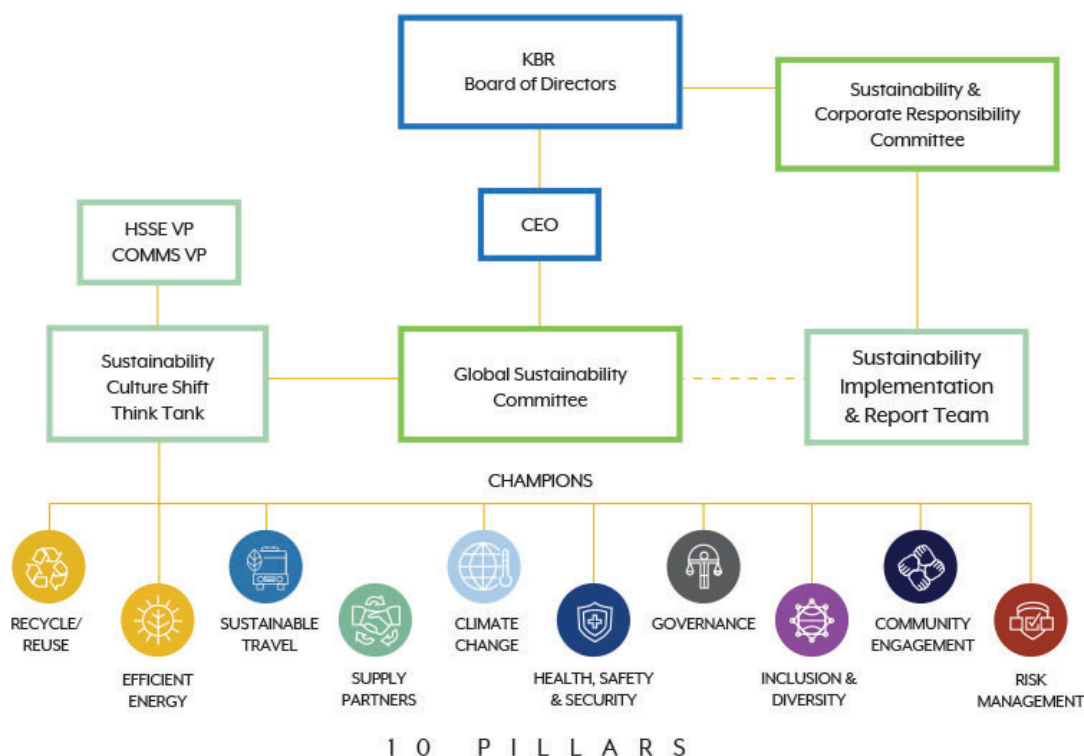 KBR
Board of Directors
Sustainability &
Corporate Responsibility
Committee
HSSE VP
COMMS VP
CEO
Sustainability
Culture Shift
Think Tank
Global Sustainability
Committee
Sustainability
Implementation
& Report Team
CHAMPIONS
RECYCLE/
REUSE
EFFICIENT
ENERGY
SUSTAINABLE
TRAVEL
SUPPLY
PARTNERS
CLIMATE
CHANGE
HEALTH, SAFETY
& SECURITY
GOVERNANCE
INCLUSION &
DIVERSITY
COMMUNITY
ENGAGEMENT
RISK
MANAGEMENT
10 PILLARS